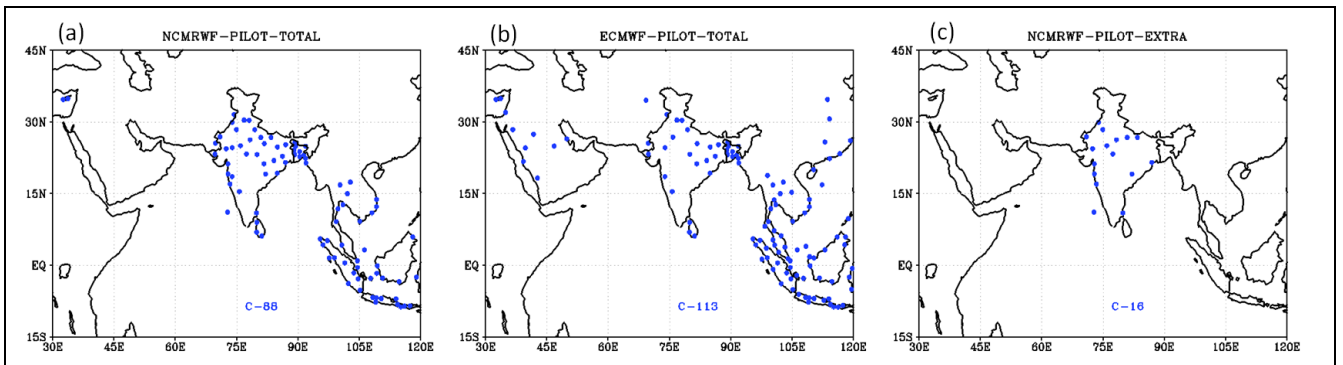 (a) NCMRWF-PILOT-TOTAL
45N
30N
15N
EQ
15S
30E 45E 60E 75E 90E 105E 120E
C-88
(b) ECMWF-PILOT-TOTAL
45N
30N
15N
EQ
15S
30E 45E 60E 75E 90E 105E 120E
C-113
(c) NCMRWF-PILOT-EXTRA
45N
30N
15N
EQ
15S
30E 45E 60E 75E 90E 105E 120E
C-16